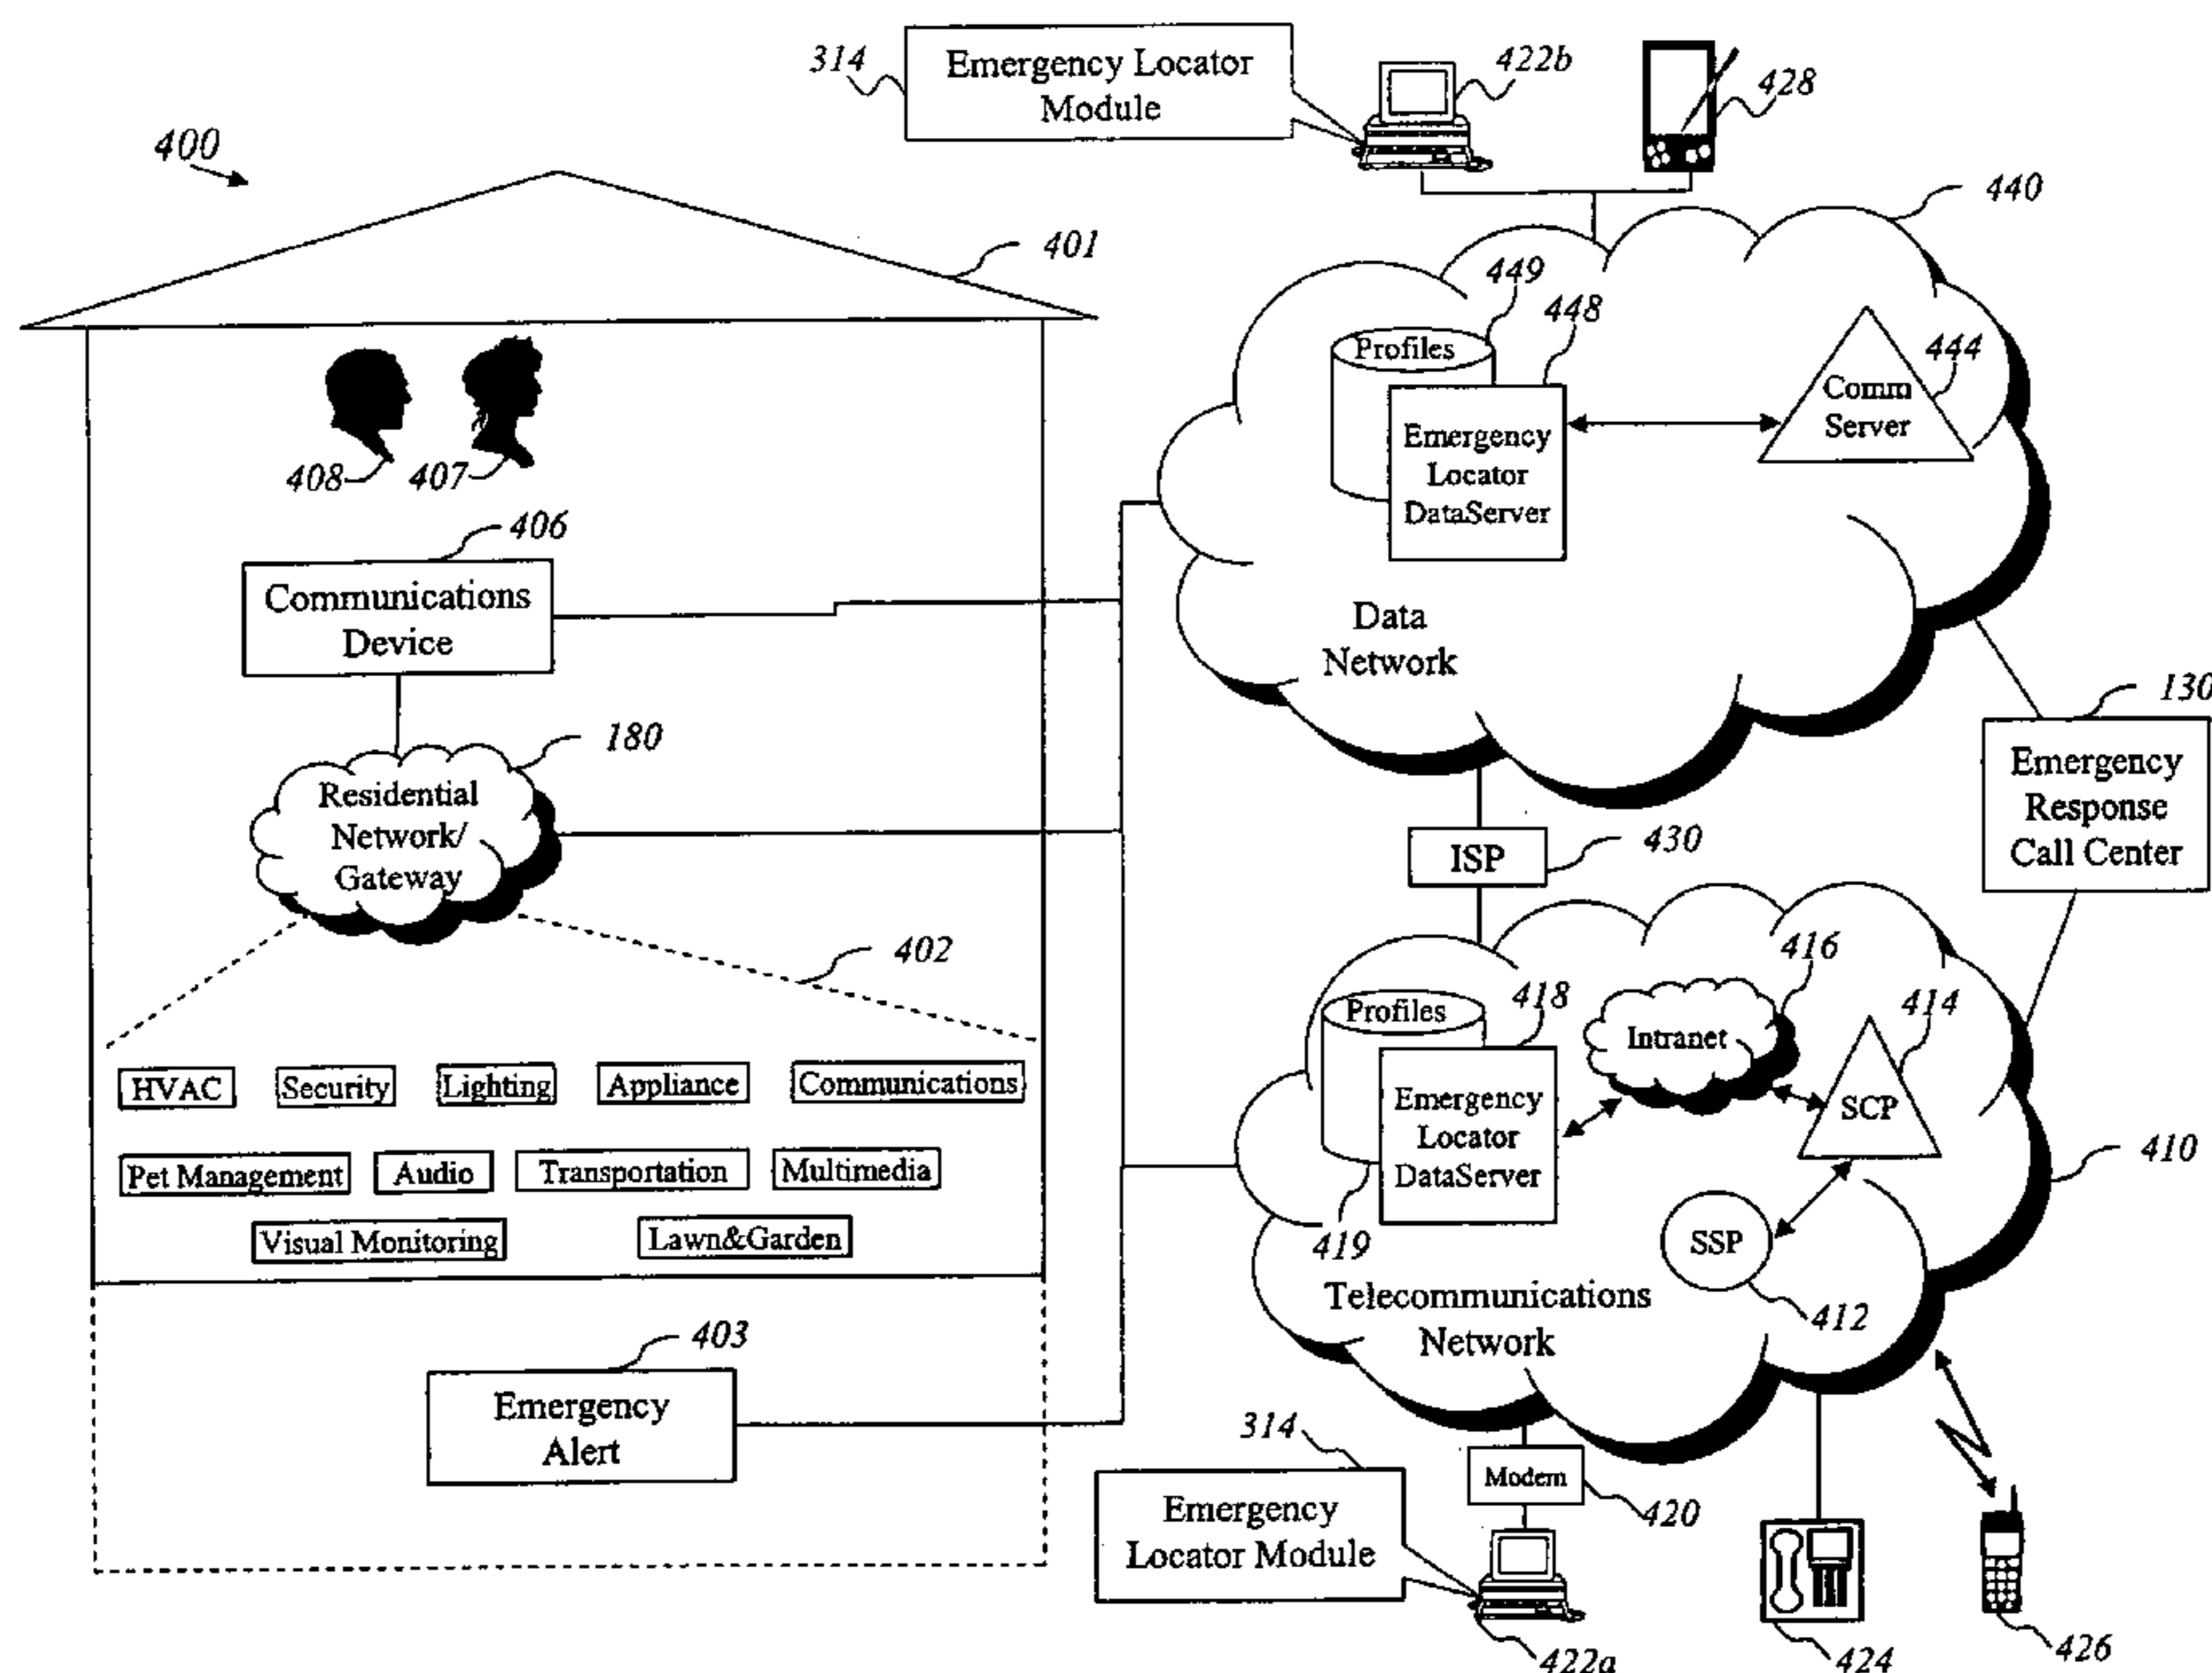 314
Emergency Locator
Module
422b
428
400
440
401
449
448
444
Profiles
Comm
Server
Emergency
Locator
DataServer
408
407
406
Communications
Device
Data
Network
130
180
Residential
Network/
Gateway
Emergency
Response
Call Center
ISP
430
402
416
418
414
Profiles
Intranet
HVAC
Security
Lighting
Appliance
Communications
Emergency
Locator
DataServer
SCP
410
Pet Management
Audio
Transportation
Multimedia
Visual Monitoring
Lawn&Garden
419
SSP
412
Telecommunications
Network
403
Emergency
Alert
314
Modem
420
Emergency
Locator Module
422a
424
426